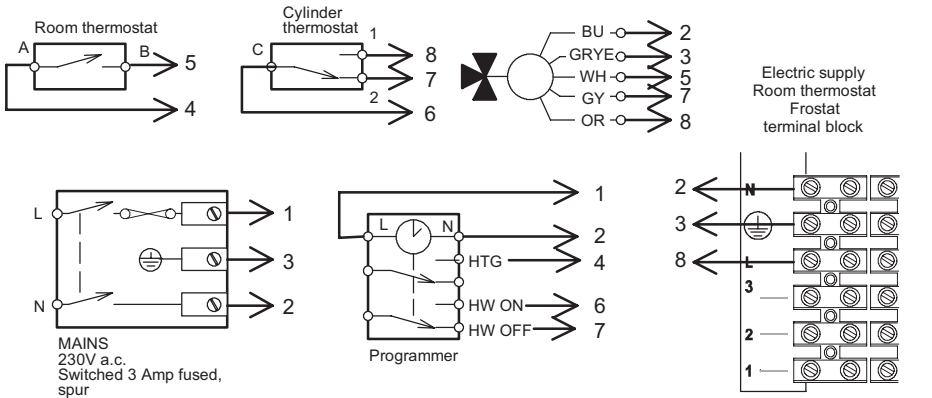 Room thermostat
A
B
5
4
Cylinder
thermostat
C
1
8
7
2
6
BU 2
GRYE 3
WH 5
GY 7
OR 8
Electric supply
Room thermostat
Frostat
terminal block
2 N
3
8 L
3
2
1
L
1
3
N
2
MAINS
230V a.c.
Switched 3 Amp fused,
spur
1
L N
2
HTG 4
HW ON 6
HW OFF 7
Programmer